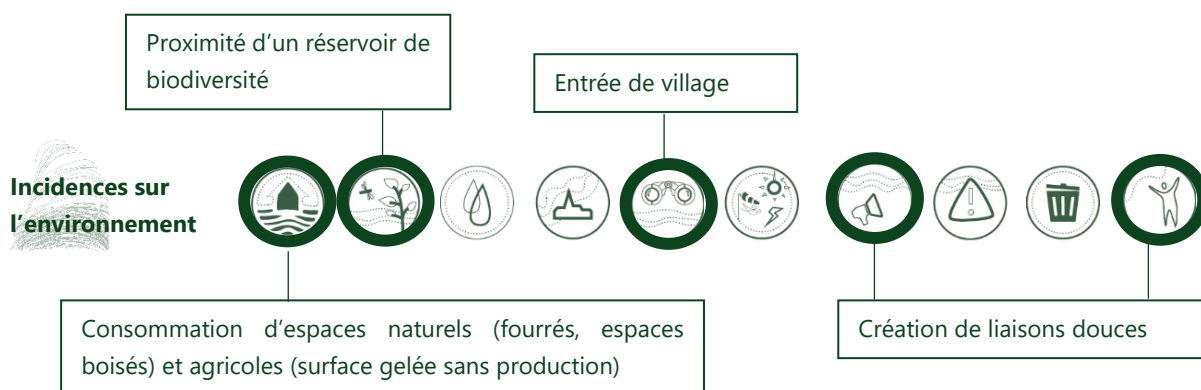 Proximité d’un réservoir de
biodiversité
Entrée de village
Incidences sur
l’environnement
Consommation d’espaces naturels (fourrés, espaces
boisés) et agricoles (surface gelée sans production)
Création de liaisons douces